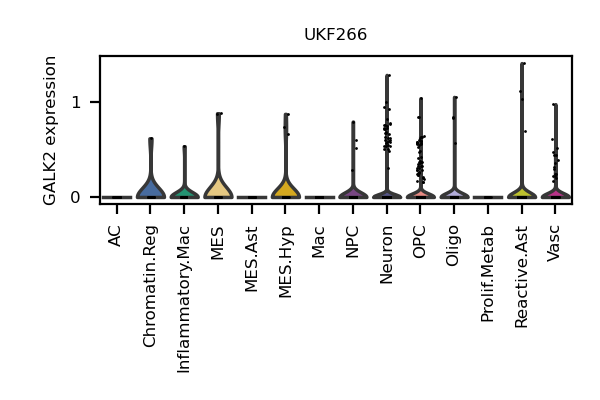 UKF266
GALK2 expression
1
0
AC
Chromatin.Reg
Inflammatory.Mac
MES
MES.Ast
MES.Hyp
Mac
NPC
Neuron
OPC
Oligo
Prolif.Metab
Reactive.Ast
Vasc